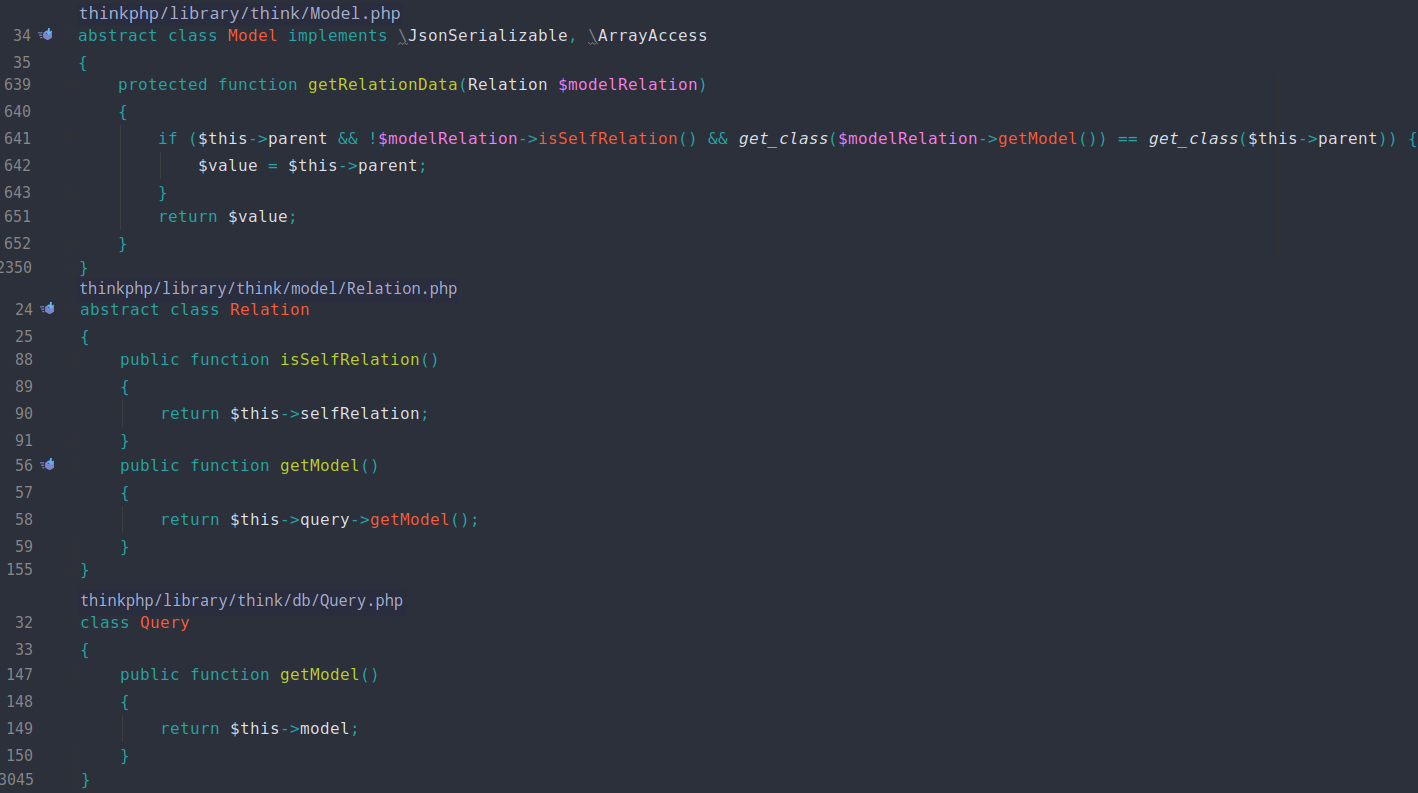 thinkphp/library/think/Model.php
34 abstract class Model implements \JsonSerializable, \ArrayAccess
35 {
639 protected function getRelationData(Relation $modelRelation)
640 {
641 if ($this->parent && !$modelRelation->isSelfRelation() && get_class($modelRelation->getModel()) == get_class($this->parent)) {
642 $value = $this->parent;
643 }
651 return $value;
652 }
2350 }
thinkphp/library/think/model/Relation.php
24 abstract class Relation
25 {
88 public function isSelfRelation()
89 {
90 return $this->selfRelation;
91 }
56 public function getModel()
57 {
58 return $this->query->getModel();
59 }
155 }
thinkphp/library/think/db/Query.php
32 class Query
33 {
147 public function getModel()
148 {
149 return $this->model;
150 }
3045 }